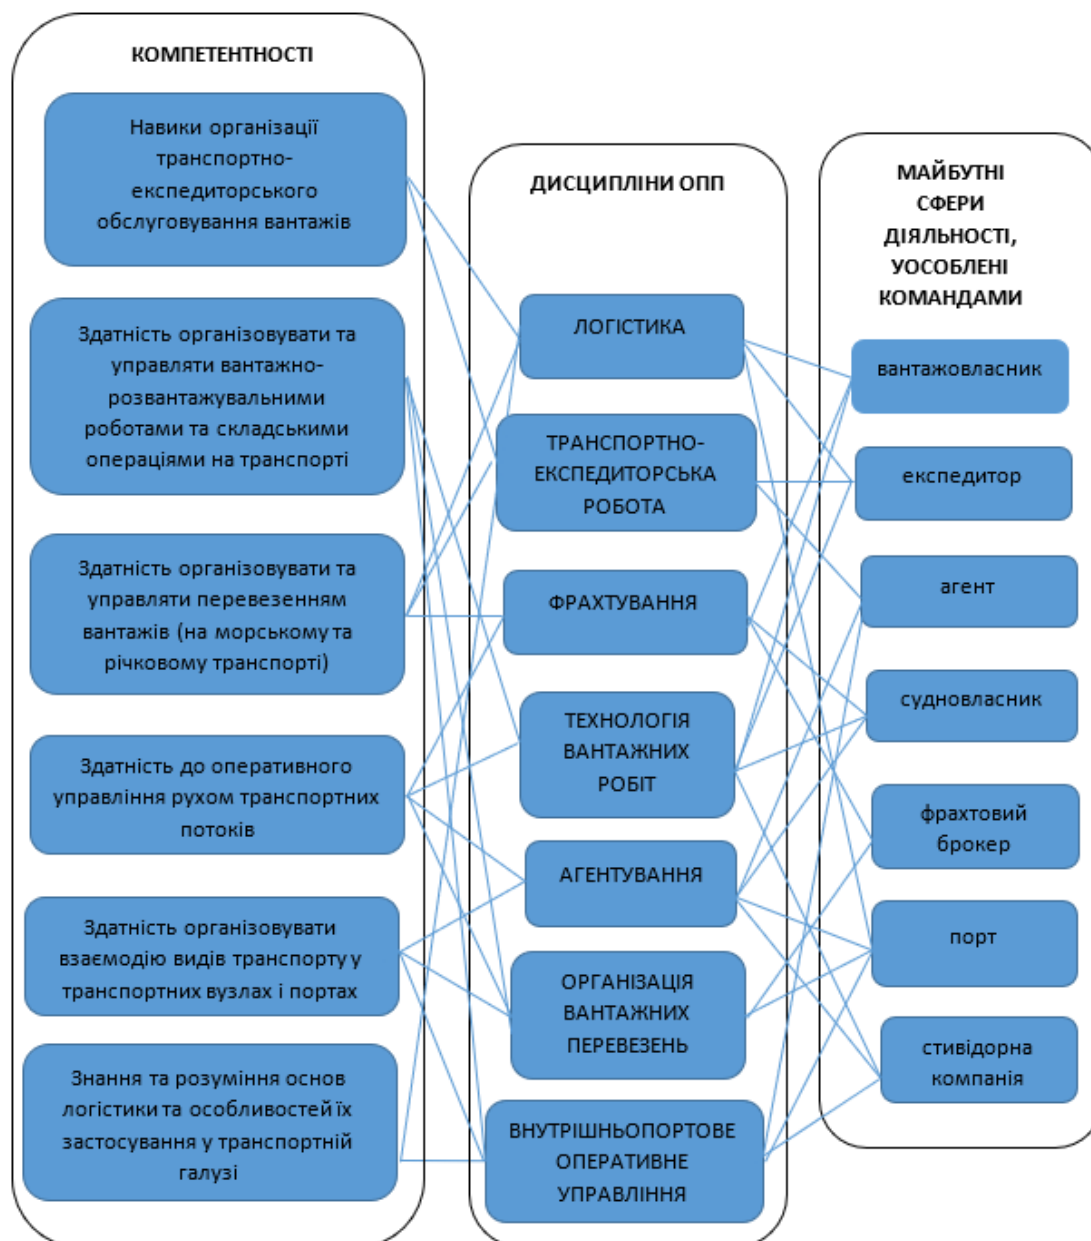 КОМПЕТЕНТНОСТІ
Навики організації
транспортно-
експедиторського
обслуговування вантажів
Здатність організовувати та
управляти вантажно-
розвантажувальними
роботами та складськими
операціями на транспорті
Здатність організовувати та
управляти перевезенням
вантажів (на морському та
річковому транспорті)
Здатність до оперативного
управління рухом транспортних
потоків
Здатність організовувати
взаємодію видів транспорту у
транспортних вузлах і портах
Знання та розуміння основ
логістики та особливостей їх
застосування у транспортній
галузі
ДИСЦИПЛІНИ ОПП
ЛОГІСТИКА
ТРАНСПОРТНО-
ЕКСПЕДИТОРСЬКА
РОБОТА
ФРАХТУВАННЯ
ТЕХНОЛОГІЯ
ВАНТАЖНИХ
РОБІТ
АГЕНТУВАННЯ
ОРГАНІЗАЦІЯ
ВАНТАЖНИХ
ПЕРЕВЕЗЕНЬ
ВНУТРІШНЬОПОРТОВЕ
ОПЕРАТИВНЕ
УПРАВЛІННЯ
МАЙБУТНІ
СФЕРИ
ДІЯЛЬНОСТІ,
УОСОБЛЕНІ
КОМАНДАМИ
вантажовласник
експедитор
агент
судновласник
фрахтовий
брокер
порт
стивідорна
компанія